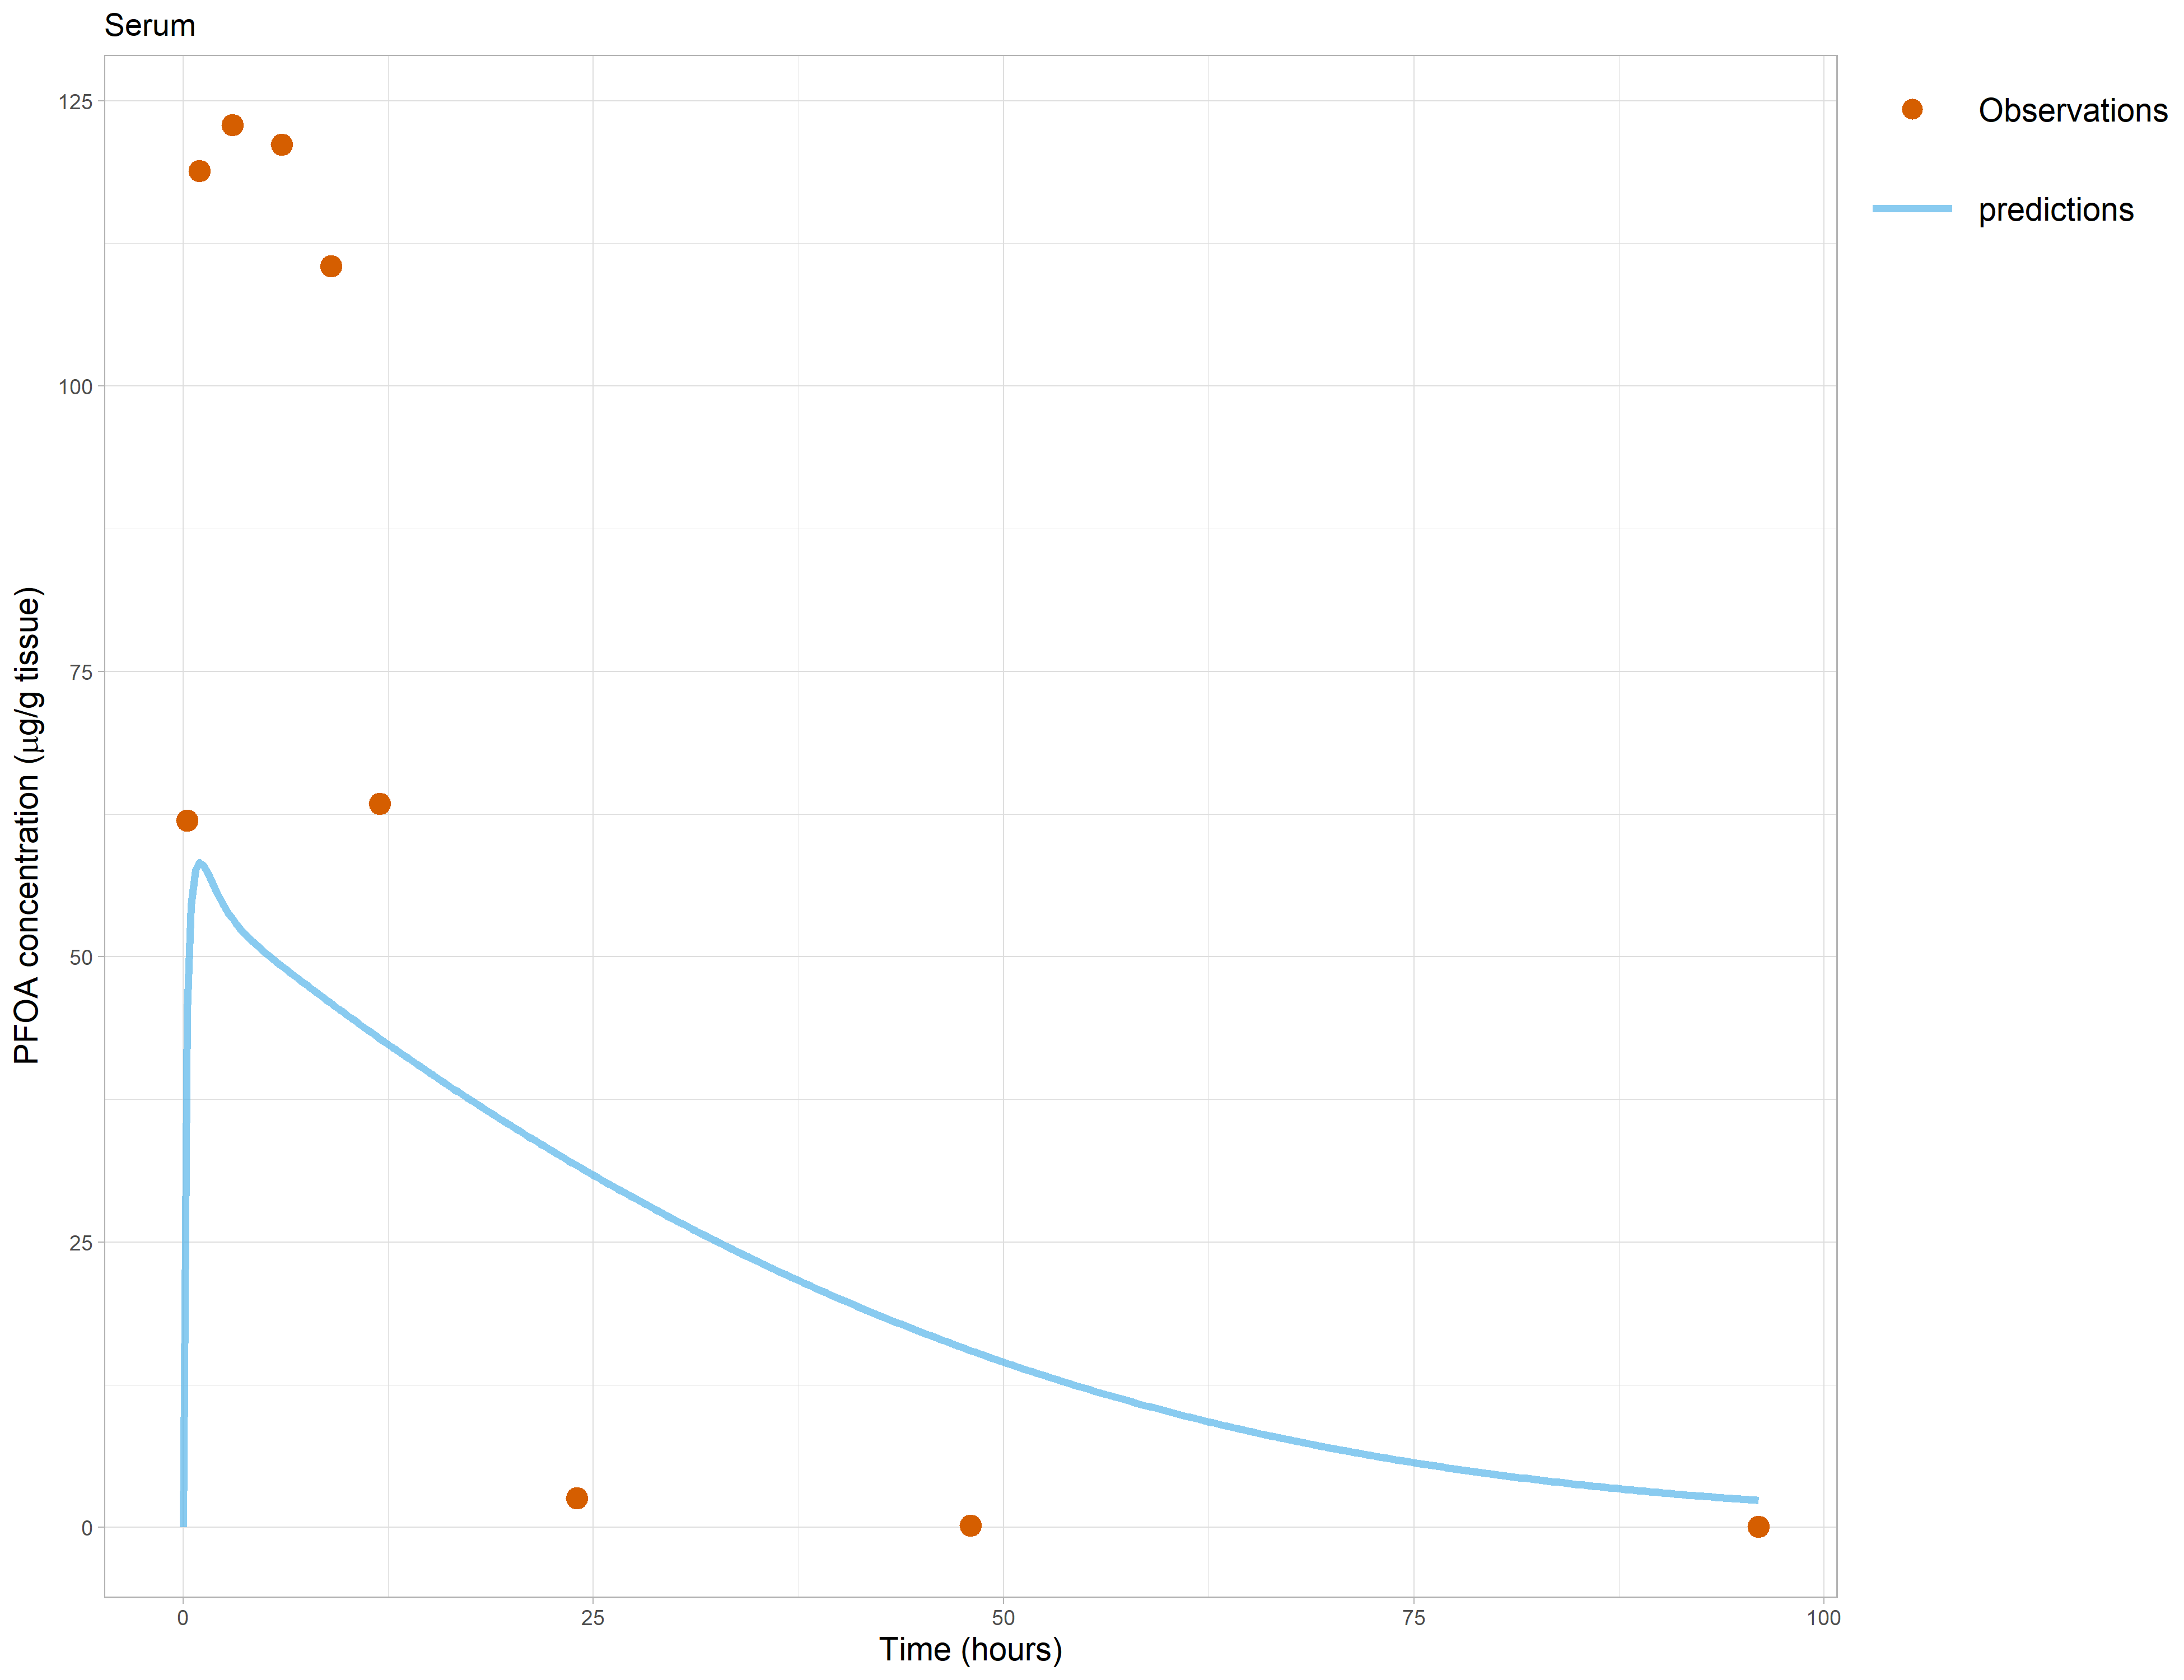 Serum
125
100
75
50
25
0
PFOA concentration (μg/g tissue)
0 25 50 75 100
Time (hours)
Observations
predictions